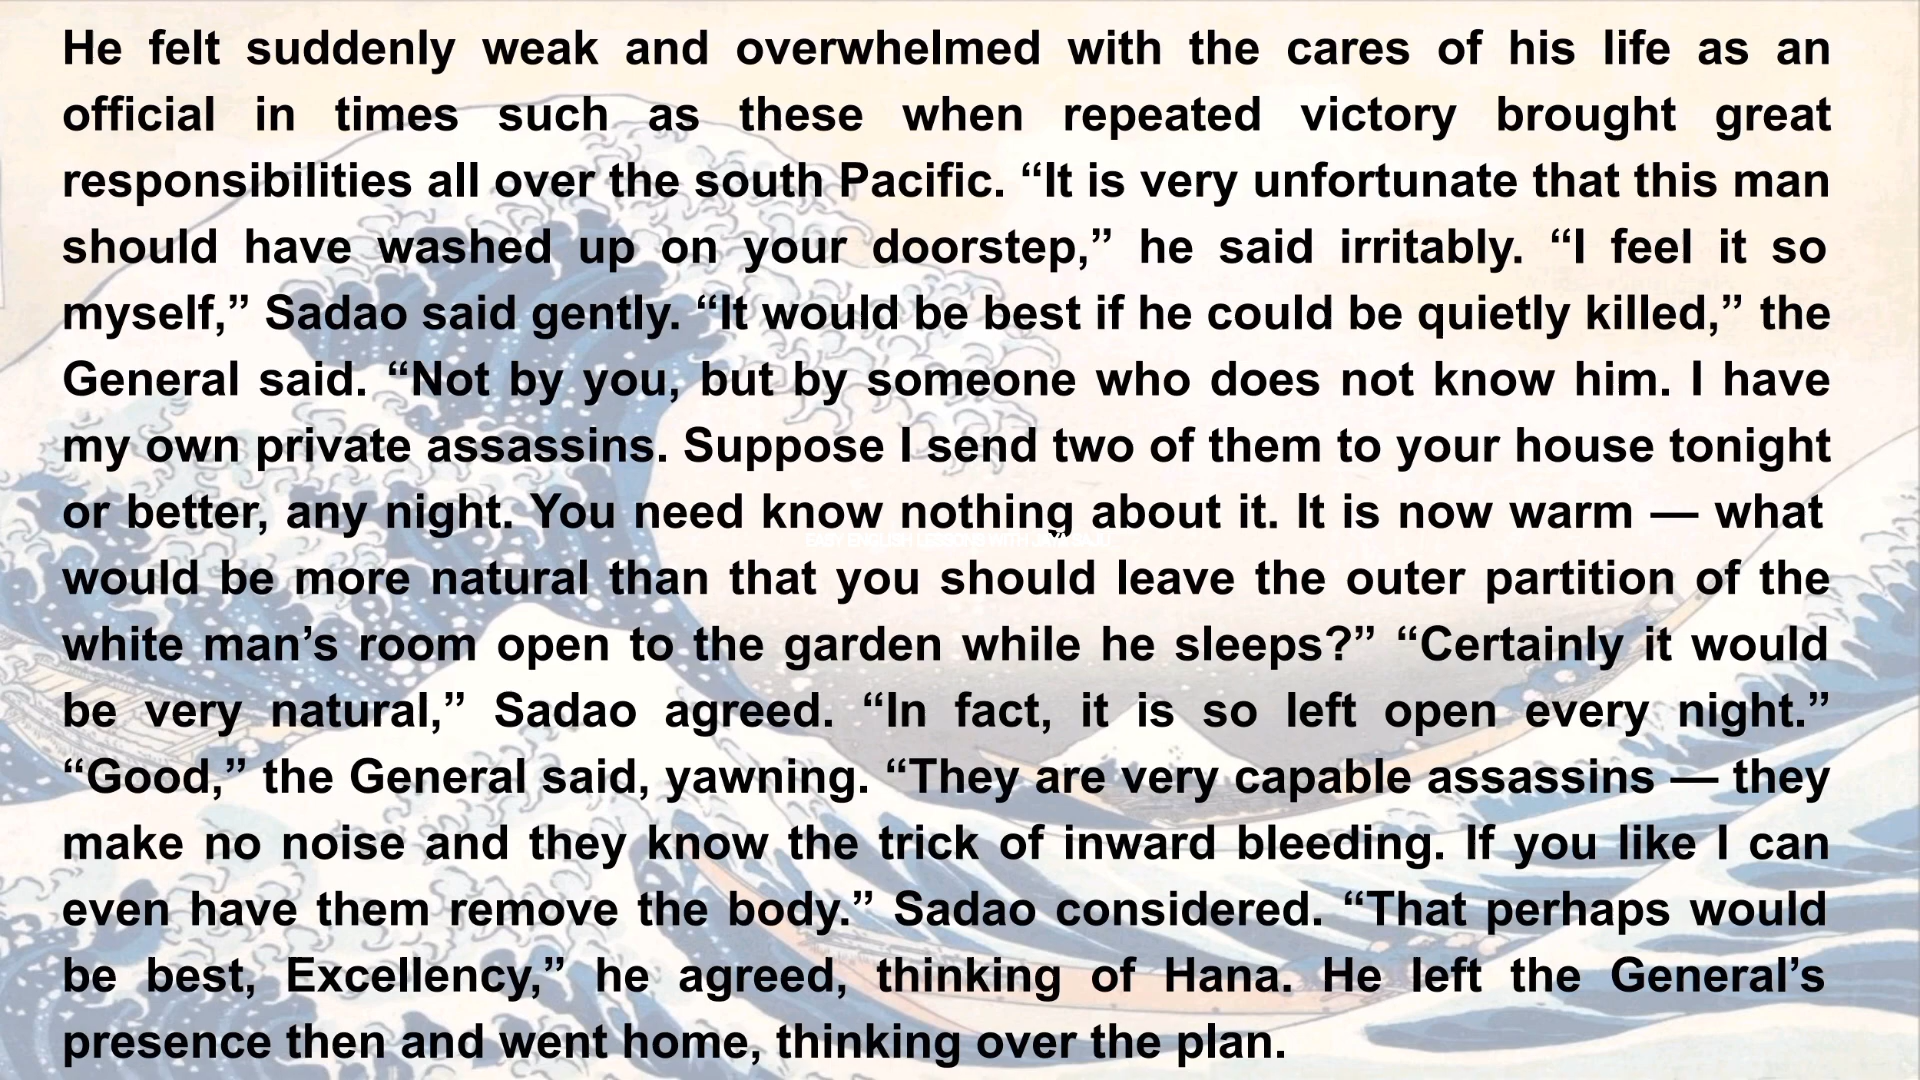 He felt suddenly weak and overwhelmed with the cares of his life as an
official in times such as these when repeated victory brought great
responsibilities all over the south Pacific. “It is very unfortunate that this man
should have washed up on your doorstep,” he said irritably. “I feel it so
myself,” Sadao said gently. “It would be best if he could be quietly killed,” the
General said. “Not by you, but by someone who does not know him. I have
my own private assassins. Suppose I send two of them to your house tonight
or better, any night. You need know nothing about it. It is now warm — what
EASY ENGLISH LESSONS WITH
would be more natural than that you should leave the outer partition of the
white man’s room open to the garden while he sleeps?” “Certainly it would
be very natural,” Sadao agreed. “In fact, it is so left open every night.”
“Good,” the General said, yawning. “They are very capable assassins — they
make no noise and they know the trick of inward bleeding. If you like I can
even have them remove the body.” Sadao considered. “That perhaps would
be best, Excellency,” he agreed, thinking of Hana. He left the General’s
presence then and went home, thinking over the plan.